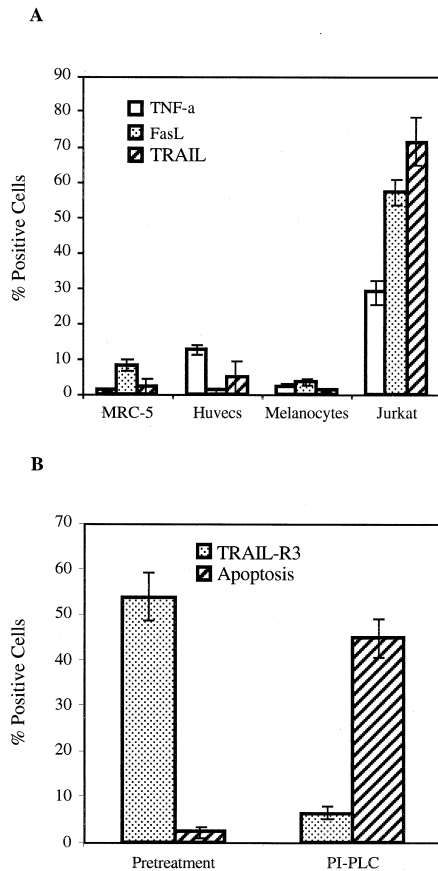 A
90
80
70
60
50
40
30
20
10
0
% Positive Cells
TNF-a
FasL
TRAIL
MRC-5 Huvecs Melanocytes Jurkat
B
70
60
50
40
30
20
10
0
% Positive Cells
TRAIL-R3
Apoptosis
Pretreatment PI-PLC